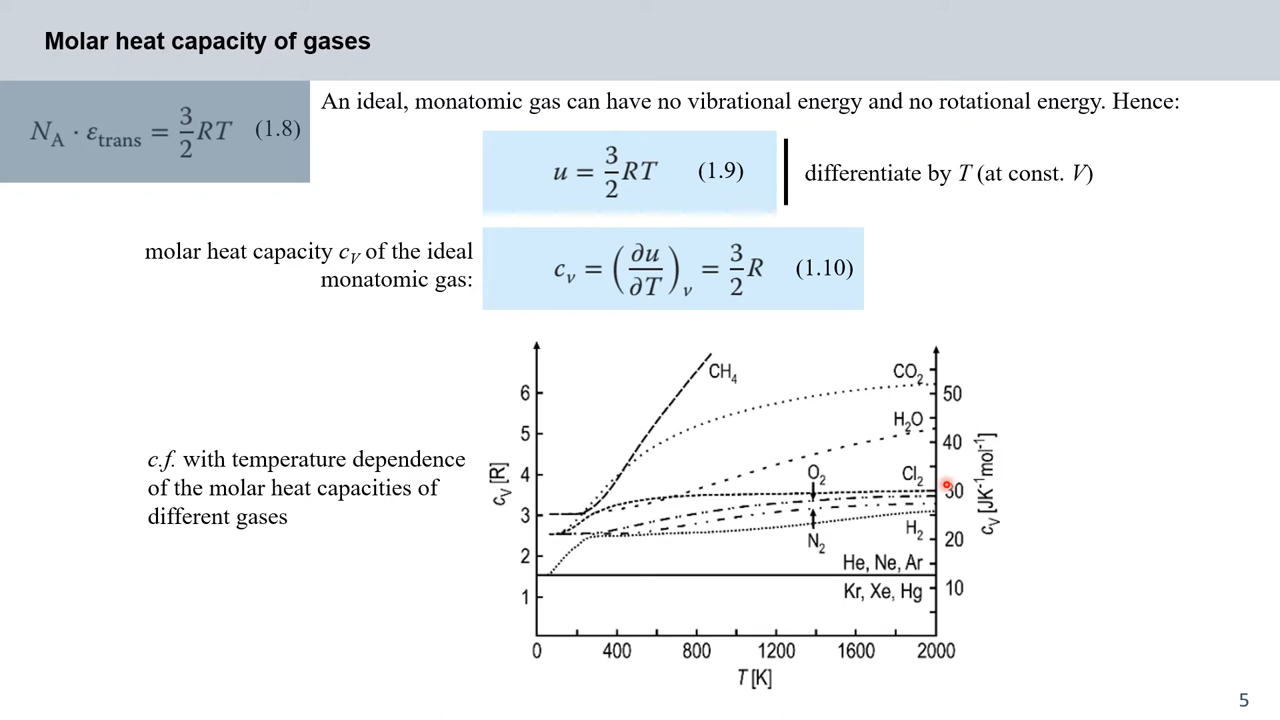 Molar heat capacity of gases
N_A · ε_trans = 3/2 RT (1.8)
An ideal, monatomic gas can have no vibrational energy and no rotational energy. Hence:
u = 3/2 RT (1.9)
differentiate by T (at const. V)
molar heat capacity c_V of the ideal
monatomic gas:
c_v = (∂u/∂T)_v = 3/2 R (1.10)
c.f. with temperature dependence
of the molar heat capacities of
different gases
c_V [R]
6
5
4
3
2
1
CH₄
CO₂
H₂O
O₂
Cl₂
N₂
H₂
He, Ne, Ar
Kr, Xe, Hg
50
40
30
20
10
c_V [JK⁻¹mol⁻¹]
0 400 800 1200 1600 2000
T [K]
5